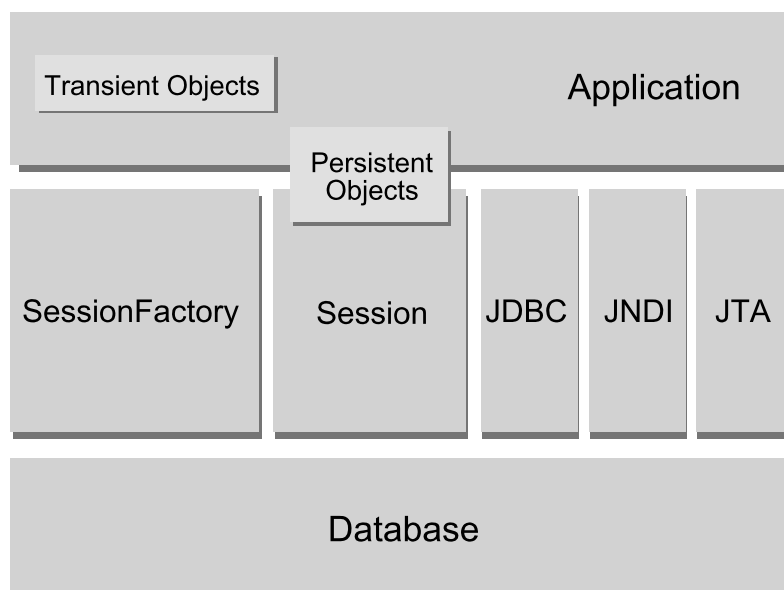 Transient Objects
Application
Persistent
Objects
SessionFactory
Session
JDBC
JNDI
JTA
Database